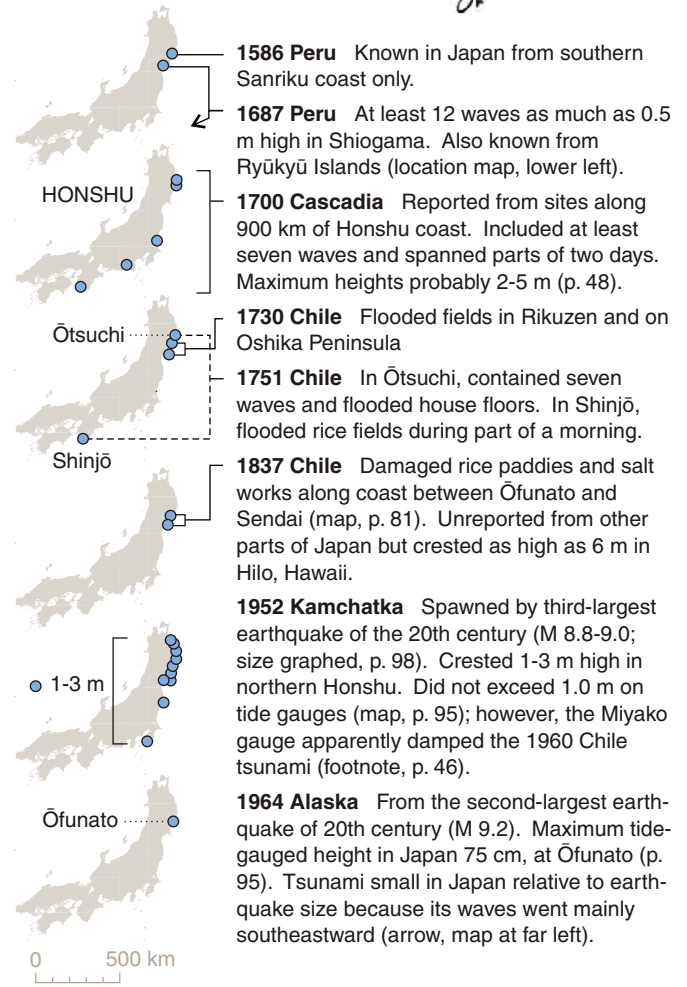 1586 Peru Known in Japan from southern
Sanriku coast only.
1687 Peru At least 12 waves as much as 0.5
m high in Shiogama. Also known from
Ryūkyū Islands (location map, lower left).
HONSHU
1700 Cascadia Reported from sites along
900 km of Honshu coast. Included at least
seven waves and spanned parts of two days.
Maximum heights probably 2-5 m (p. 48).
Ōtsuchi
1730 Chile Flooded fields in Rikuzen and on
Oshika Peninsula
1751 Chile In Ōtsuchi, contained seven
waves and flooded house floors. In Shinjō,
flooded rice fields during part of a morning.
Shinjō
1837 Chile Damaged rice paddies and salt
works along coast between Ōfunato and
Sendai (map, p. 81). Unreported from other
parts of Japan but crested as high as 6 m in
Hilo, Hawaii.
1952 Kamchatka Spawned by third-largest
earthquake of the 20th century (M 8.8-9.0;
size graphed, p. 98). Crested 1-3 m high in
northern Honshu. Did not exceed 1.0 m on
tide gauges (map, p. 95); however, the Miyako
gauge apparently damped the 1960 Chile
tsunami (footnote, p. 46).
1-3 m
1964 Alaska From the second-largest earth-
quake of 20th century (M 9.2). Maximum tide-
gauged height in Japan 75 cm, at Ōfunato (p.
95). Tsunami small in Japan relative to earth-
quake size because its waves went mainly
southeastward (arrow, map at far left).
Ōfunato
0 500 km